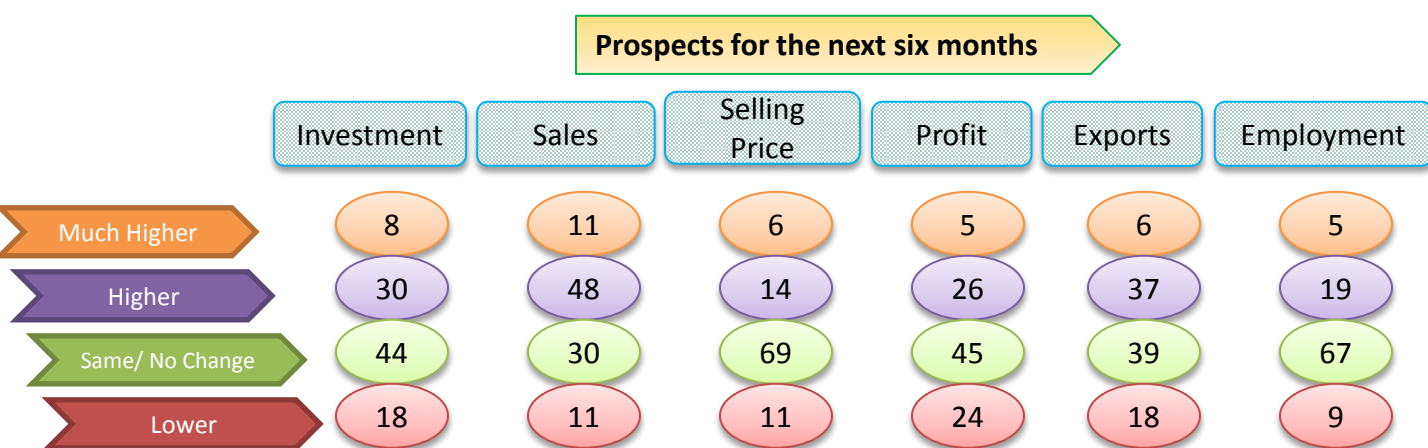 Prospects for the next six months
Investment Sales Selling Price Profit Exports Employment
Much Higher 8 11 6 5 6 5
Higher 30 48 14 26 37 19
Same/ No Change 44 30 69 45 39 67
Lower 18 11 11 24 18 9